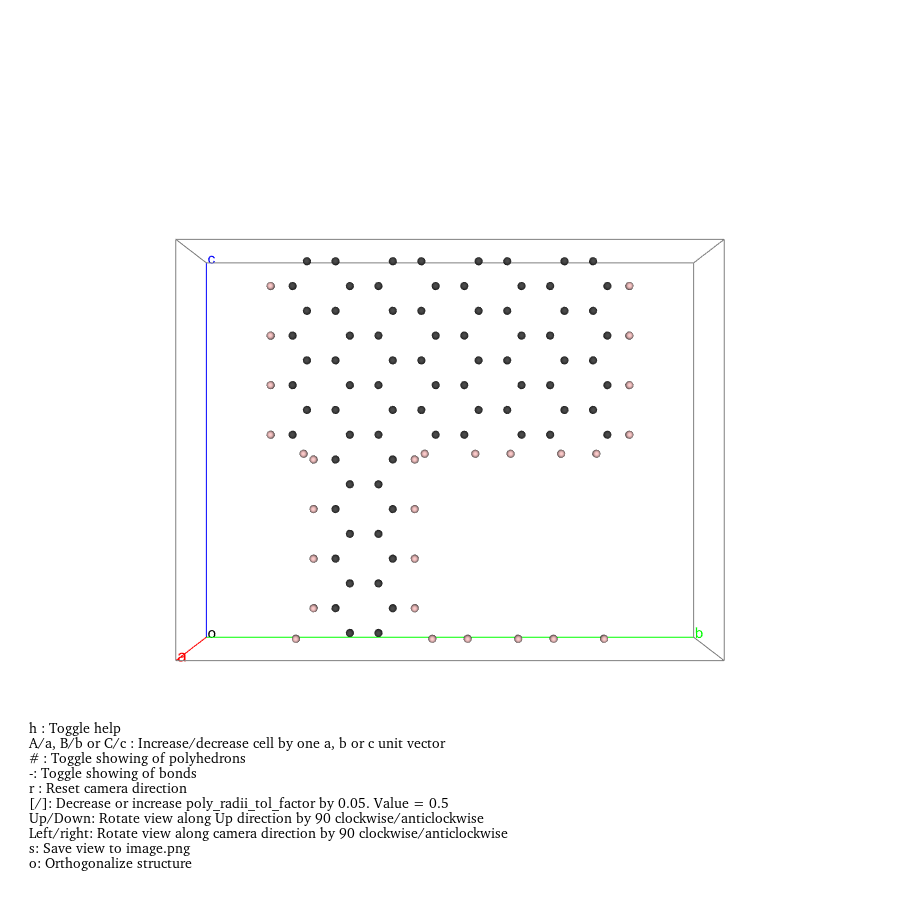 c
o
b
a
h : Toggle help
A/a, B/b or C/c : Increase/decrease cell by one a, b or c unit vector
# : Toggle showing of polyhedrons
-: Toggle showing of bonds
r : Reset camera direction
[/]: Decrease or increase poly_radii_tol_factor by 0.05. Value = 0.5
Up/Down: Rotate view along Up direction by 90 clockwise/anticlockwise
Left/right: Rotate view along camera direction by 90 clockwise/anticlockwise
s: Save view to image.png
o: Orthogonalize structure